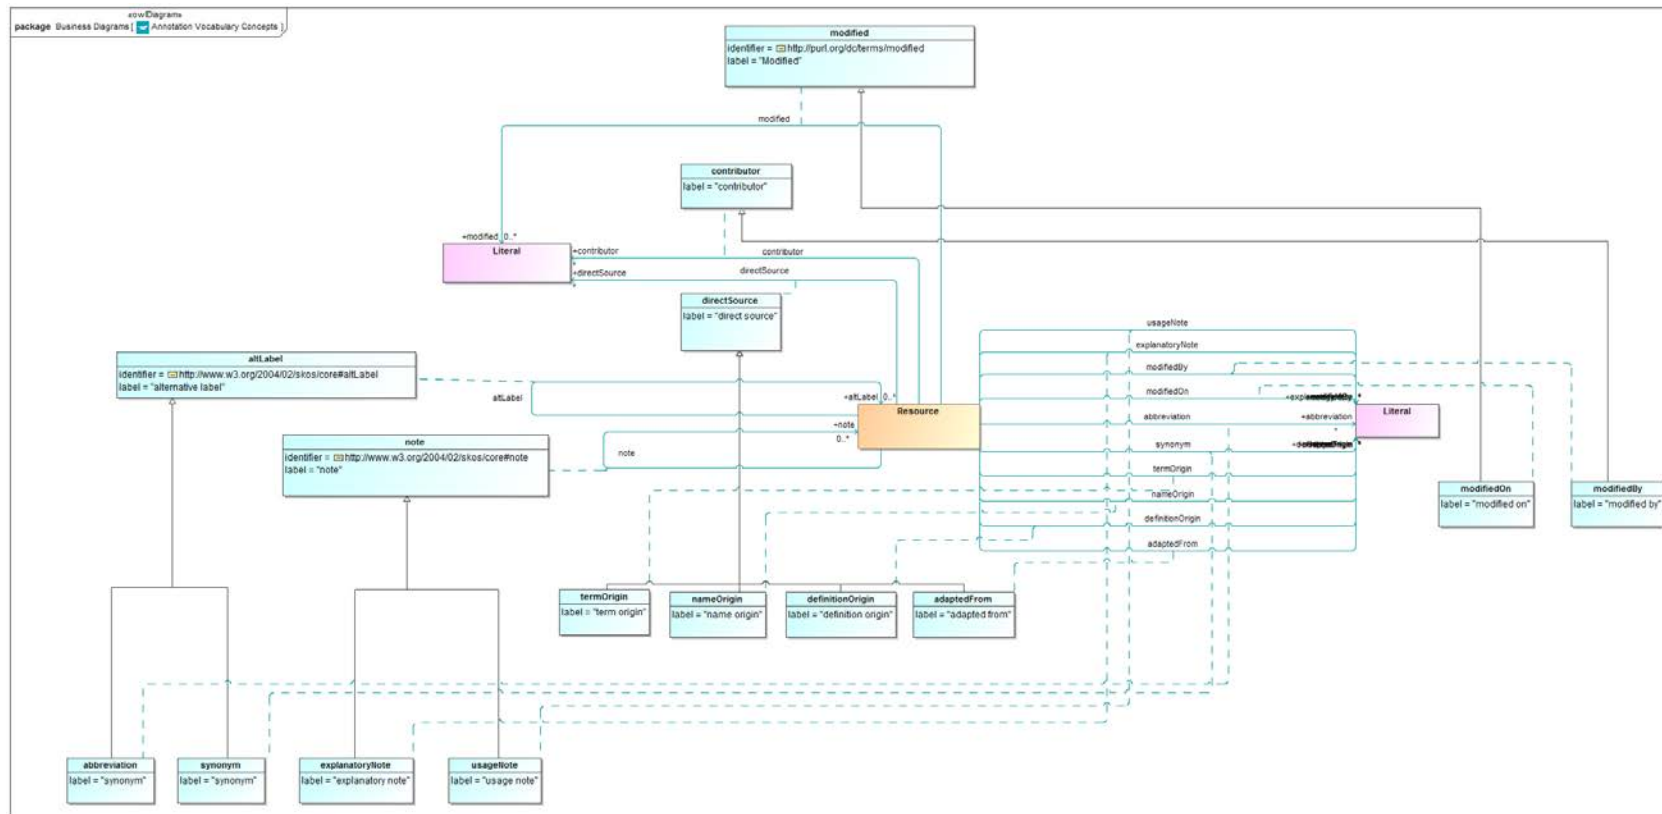 «owlDiagram»
package Business Diagrams [ Annotation Vocabulary Concepts ]
modified
identifier = http://purl.org/dc/terms/modified
label = "Modified"
modified
contributor
label = "contributor"
+modified 0..*
Literal
+contributor
contributor
*
+directSource
directSource
*
directSource
label = "direct source"
usageNote
explanatoryNote
altLabel
identifier = http://www.w3.org/2004/02/skos/core#altLabel
label = "alternative label"
modifiedBy
modifiedOn
altLabel
+altLabel 0..*
Resource
Literal
abbreviation
+abbreviation
*
+note
0..*
note
identifier = http://www.w3.org/2004/02/skos/core#note
label = "note"
note
synonym
termOrigin
nameOrigin
definitionOrigin
adaptedFrom
modifiedOn
label = "modified on"
modifiedBy
label = "modified by"
termOrigin
label = "term origin"
nameOrigin
label = "name origin"
definitionOrigin
label = "definition origin"
adaptedFrom
label = "adapted from"
abbreviation
label = "synonym"
synonym
label = "synonym"
explanatoryNote
label = "explanatory note"
usageNote
label = "usage note"